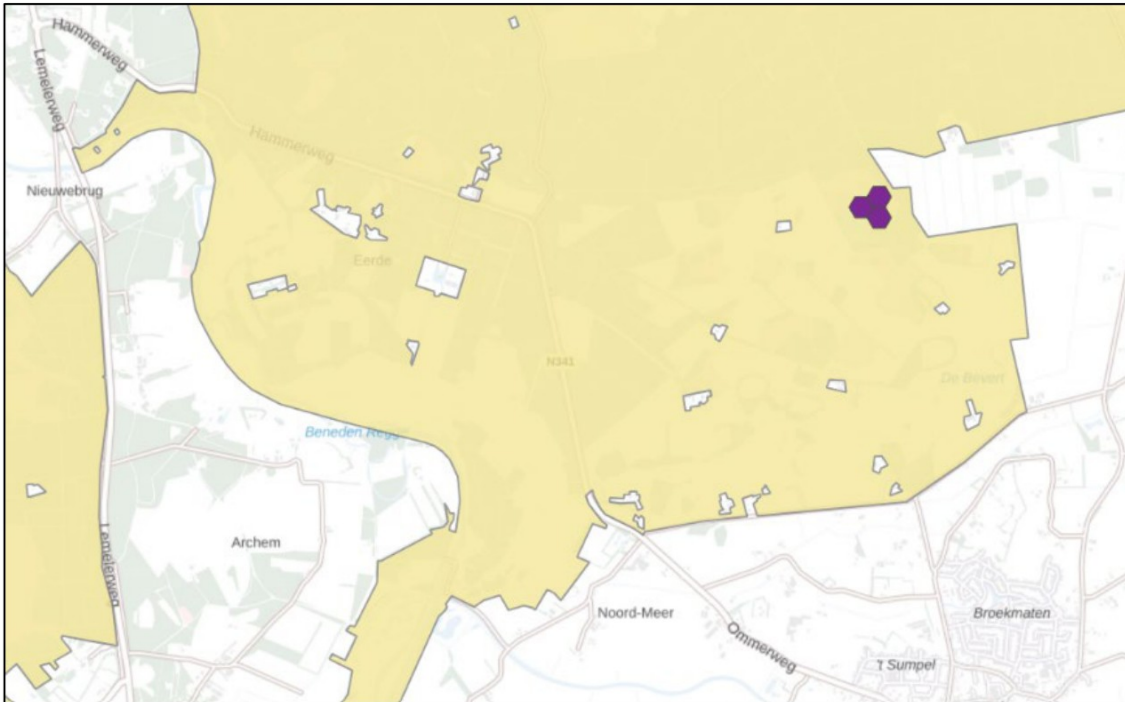 Hammerweg
Lemelerweg
Hammerweg
Nieuwebrug
Eerde
N341
De Bevert
Beneden Regge
Archem
Lemelerweg
Noord-Meer
Broekmaten
Ommerweg
't Sumpel